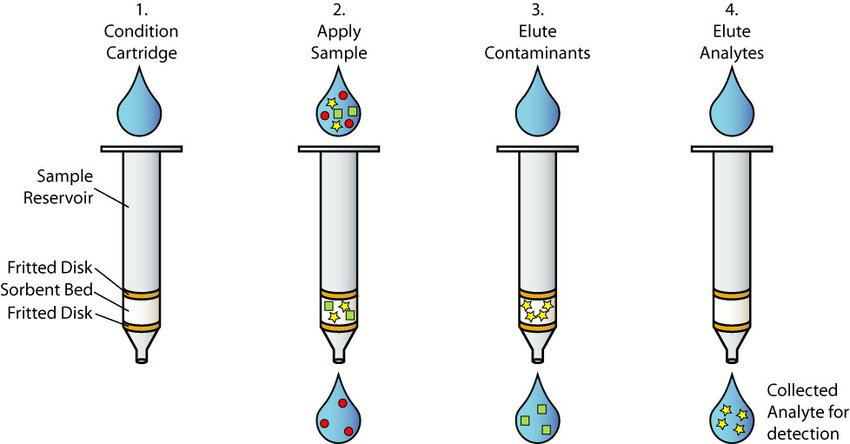 1.
Condition
Cartridge
2.
Apply
Sample
3.
Elute
Contaminants
4.
Elute
Analytes
Sample
Reservoir
Fritted Disk
Sorbent Bed
Fritted Disk
Collected
Analyte for
detection